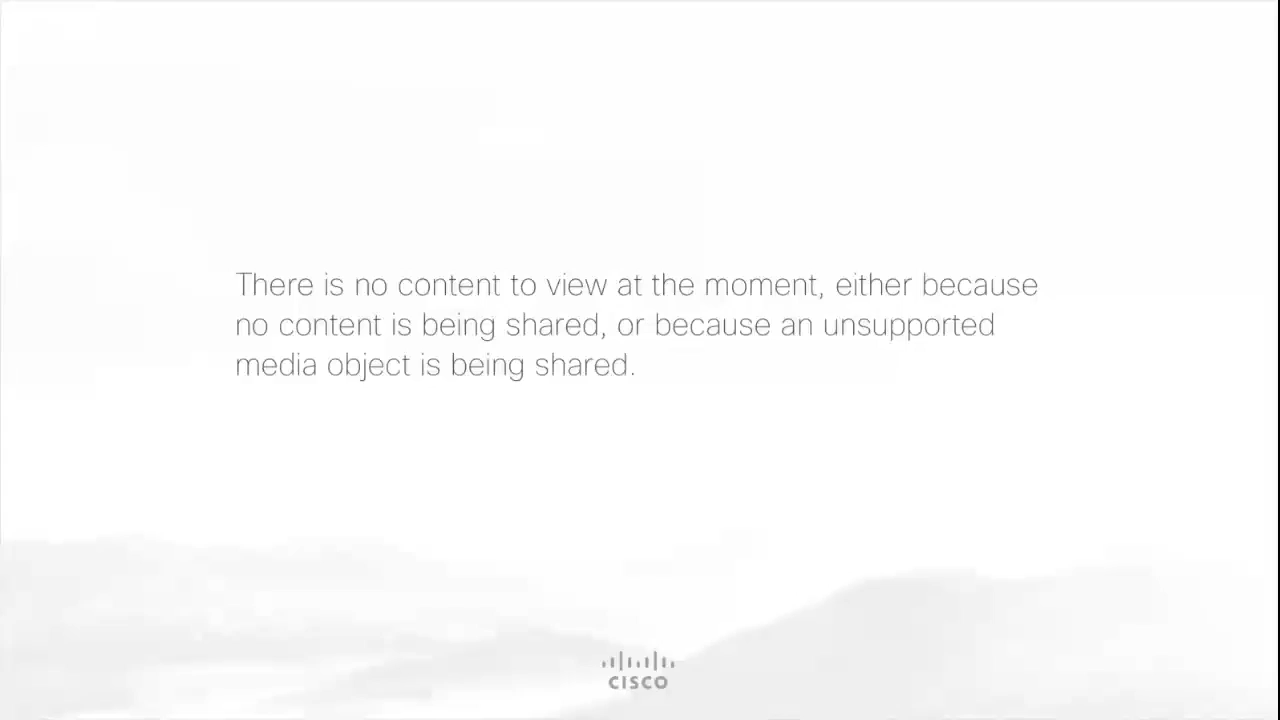 There is no content to view at the moment, either because
no content is being shared, or because an unsupported
media object is being shared.
CISCO